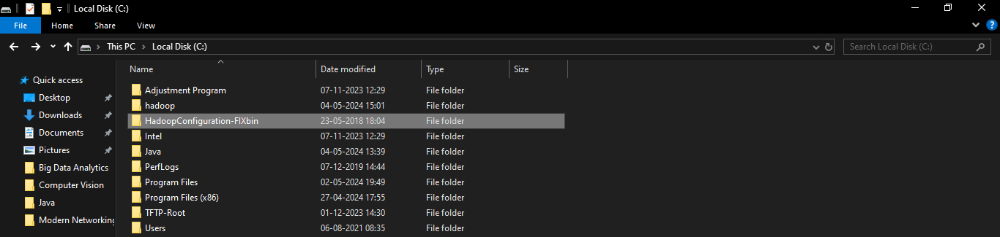 Local Disk (C:)
File Home Share View
This PC Local Disk (C:) Search Local Disk (C:)
Name Date modified Type Size
Quick access
Desktop
Downloads
Documents
Pictures
Big Data Analytics
Computer Vision
Java
Modern Networking
Adjustment Program 07-11-2023 12:29 File folder
hadoop 04-05-2024 15:01 File folder
HadoopConfiguration-FIXbin 23-05-2018 18:04 File folder
Intel 07-11-2023 12:29 File folder
Java 04-05-2024 13:39 File folder
PerfLogs 07-12-2019 14:44 File folder
Program Files 02-05-2024 19:49 File folder
Program Files (x86) 27-04-2024 17:55 File folder
TFTP-Root 01-12-2023 14:30 File folder
Users 06-08-2021 08:35 File folder